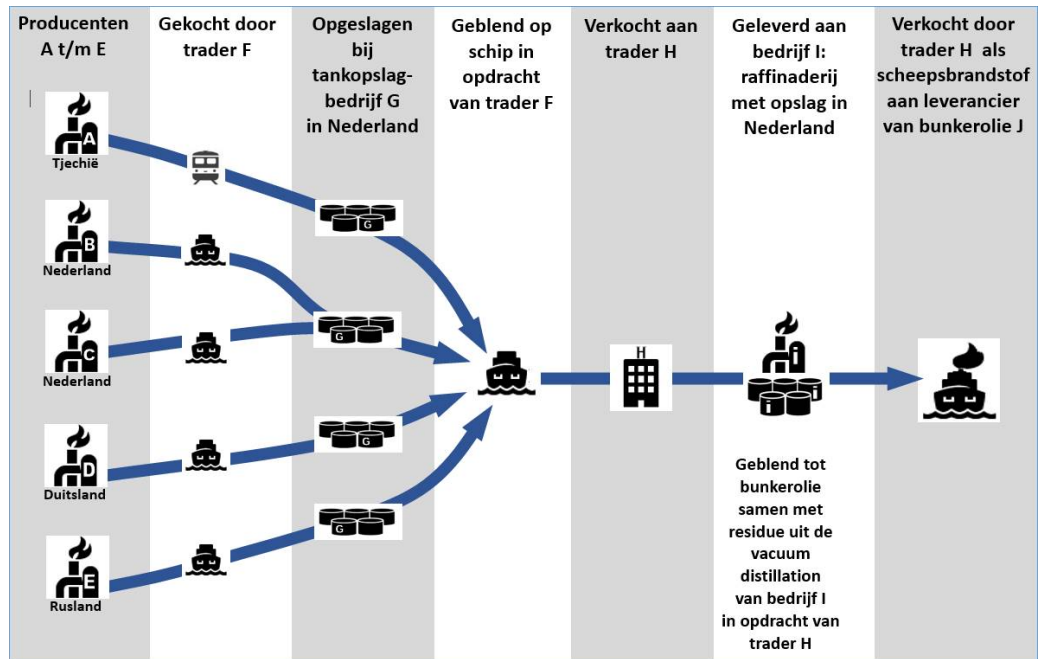 Producenten
A t/m E
Gekocht door
trader F
Opgeslagen
bij
tankopslag-
bedrijf G
in Nederland
Geblend op
schip in
opdracht
van trader F
Verkocht aan
trader H
Geleverd aan
bedrijf I:
raffinaderij
met opslag in
Nederland
Verkocht door
trader H als
scheepsbrandstof
aan leverancier
van bunkerolie J
A
Tjechië
G
B
Nederland
C
Nederland
G
H
i
i
i
D
Duitsland
G
E
Rusland
G
Geblend tot
bunkerolie
samen met
residue uit de
vacuum
distillation
van bedrijf I
in opdracht van
trader H